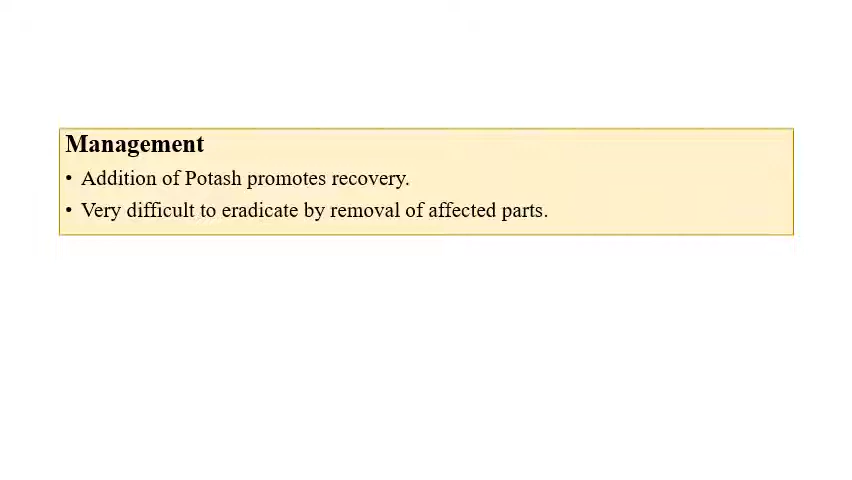 Management
• Addition of Potash promotes recovery.
• Very difficult to eradicate by removal of affected parts.